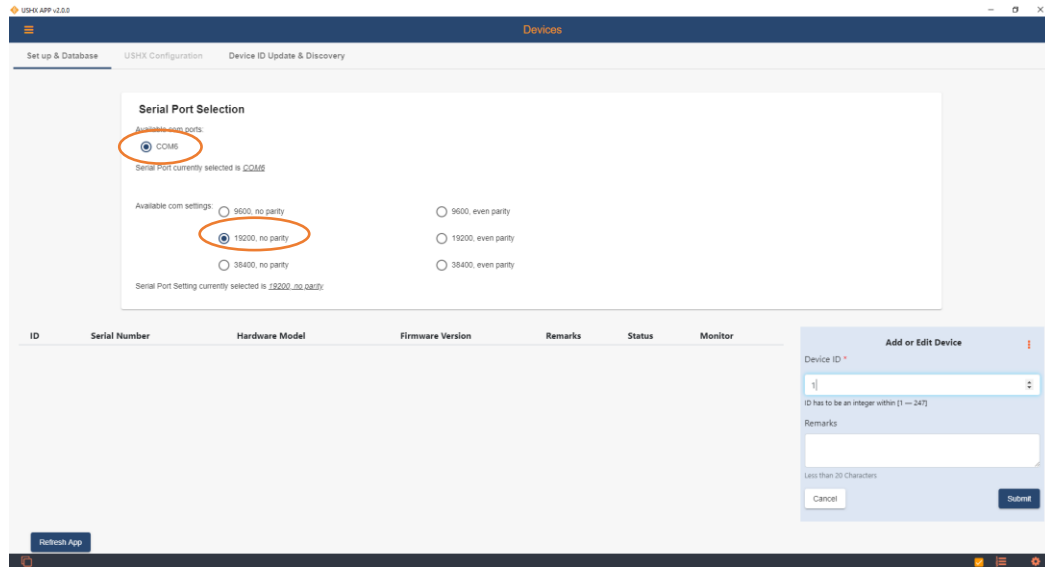 USHX APP v2.0.0
Devices
Set up & Database USHX Configuration Device ID Update & Discovery
Serial Port Selection
Available com ports:
COM6
Serial Port currently selected is COM6
Available com settings: 9600, no parity 9600, even parity
19200, no parity 19200, even parity
38400, no parity 38400, even parity
Serial Port Setting currently selected is 19200, no parity
ID Serial Number Hardware Model Firmware Version Remarks Status Monitor
Add or Edit Device
Device ID *
1
ID has to be an integer within [1 — 247]
Remarks
Less than 20 Characters
Cancel Submit
Refresh App